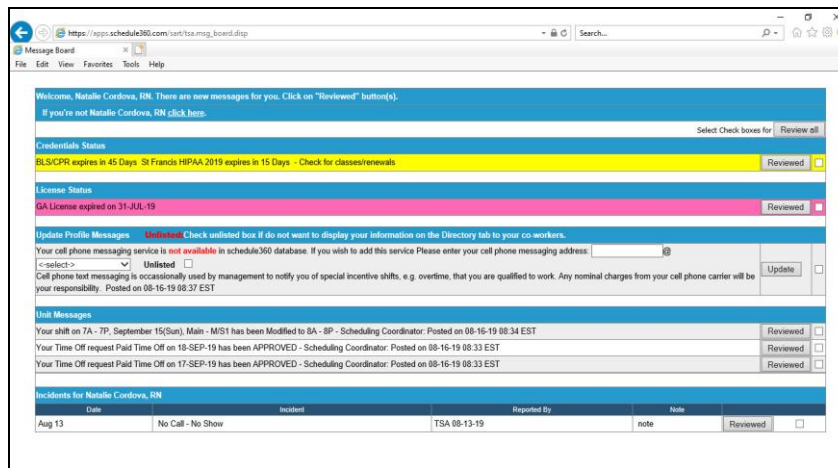 https://apps.schedule360.com/sart/tsa.msg_board.disp
Search...
Message Board
File Edit View Favorites Tools Help
Welcome, Natalie Cordova, RN. There are new messages for you. Click on "Reviewed" button(s).
If you're not Natalie Cordova, RN click here.
Select Check boxes for Review all
Credentials Status
BLS/CPR expires in 45 Days St Francis HIPAA 2019 expires in 15 Days - Check for classes/renewals Reviewed
License Status
GA License expired on 31-JUL-19 Reviewed
Update Profile Messages Unlisted:Check unlisted box if do not want to display your information on the Directory tab to your co-workers.
Your cell phone messaging service is not available in schedule360 database. If you wish to add this service Please enter your cell phone messaging address: @
<-select-> Unlisted Update
Cell phone text messaging is occassionally used by management to notify you of special incentive shifts, e.g. overtime, that you are qualified to work. Any nominal charges from your cell phone carrier will be
your responsibility. Posted on 08-16-19 08:37 EST
Unit Messages
Your shift on 7A - 7P, September 15(Sun), Main - M/S1 has been Modified to 8A - 8P - Scheduling Coordinator: Posted on 08-16-19 08:34 EST Reviewed
Your Time Off request Paid Time Off on 18-SEP-19 has been APPROVED - Scheduling Coordinator: Posted on 08-16-19 08:33 EST Reviewed
Your Time Off request Paid Time Off on 17-SEP-19 has been APPROVED - Scheduling Coordinator: Posted on 08-16-19 08:33 EST Reviewed
Incidents for Natalie Cordova, RN
Date Incident Reported By Note
Aug 13 No Call - No Show TSA 08-13-19 note Reviewed